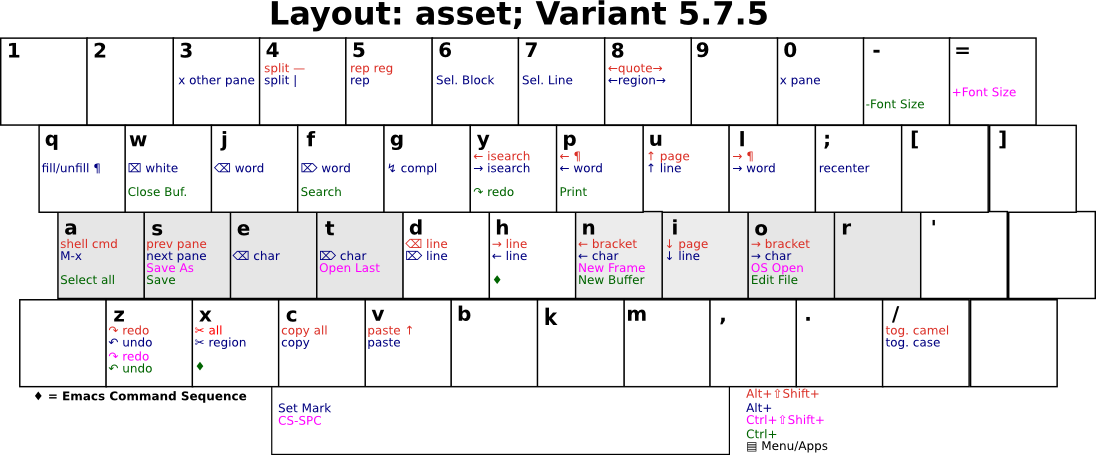 Layout: asset; Variant 5.7.5
1
2
3
x other pane
4
split —
split |
5
rep reg
rep
6
Sel. Block
7
Sel. Line
8
←quote→
←region→
9
0
x pane
-
-Font Size
=
+Font Size
q
fill/unfill ¶
w
⌧ white
Close Buf.
j
⌫ word
f
⌦ word
Search
g
↯ compl
y
← isearch
→ isearch
↷ redo
p
← ¶
← word
Print
u
↑ page
↑ line
l
→ ¶
→ word
;
recenter
[
]
a
shell cmd
M-x
Select all
s
prev pane
next pane
Save As
Save
e
⌫ char
t
⌦ char
Open Last
d
⌫ line
⌦ line
h
→ line
← line
♦
n
← bracket
← char
New Frame
New Buffer
i
↓ page
↓ line
o
→ bracket
→ char
OS Open
Edit File
r
'
z
↷ redo
↶ undo
↷ redo
↶ undo
x
✂ all
✂ region
♦
c
copy all
copy
v
paste ↑
paste
b
k
m
,
.
/
tog. camel
tog. case
♦ = Emacs Command Sequence
Set Mark
CS-SPC
Alt+⇧Shift+
Alt+
Ctrl+⇧Shift+
Ctrl+
▤ Menu/Apps